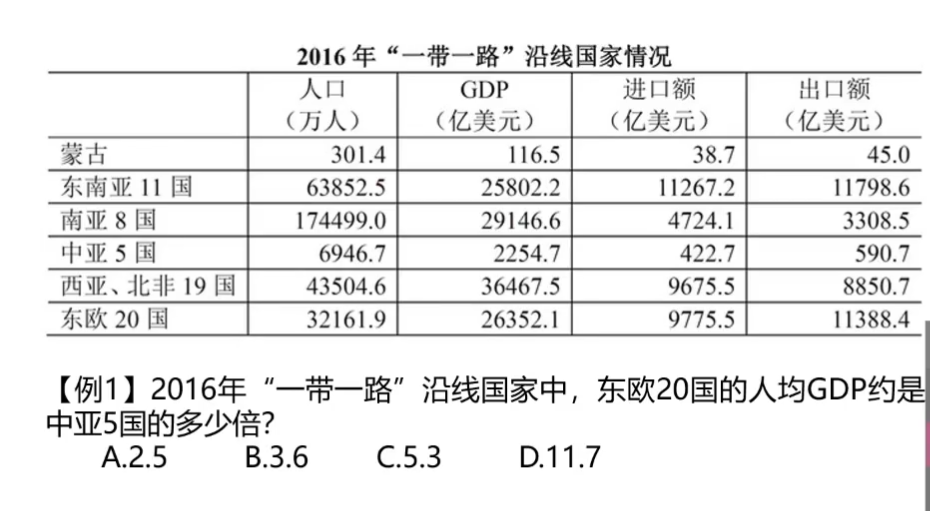 2016 年“一带一路”沿线国家情况
人口 GDP 进口额 出口额
（万人） （亿美元） （亿美元） （亿美元）
蒙古 301.4 116.5 38.7 45.0
东南亚 11 国 63852.5 25802.2 11267.2 11798.6
南亚 8 国 174499.0 29146.6 4724.1 3308.5
中亚 5 国 6946.7 2254.7 422.7 590.7
西亚、北非 19 国 43504.6 36467.5 9675.5 8850.7
东欧 20 国 32161.9 26352.1 9775.5 11388.4
【例1】2016年“一带一路”沿线国家中，东欧20国的人均GDP约是
中亚5国的多少倍？
A.2.5 B.3.6 C.5.3 D.11.7